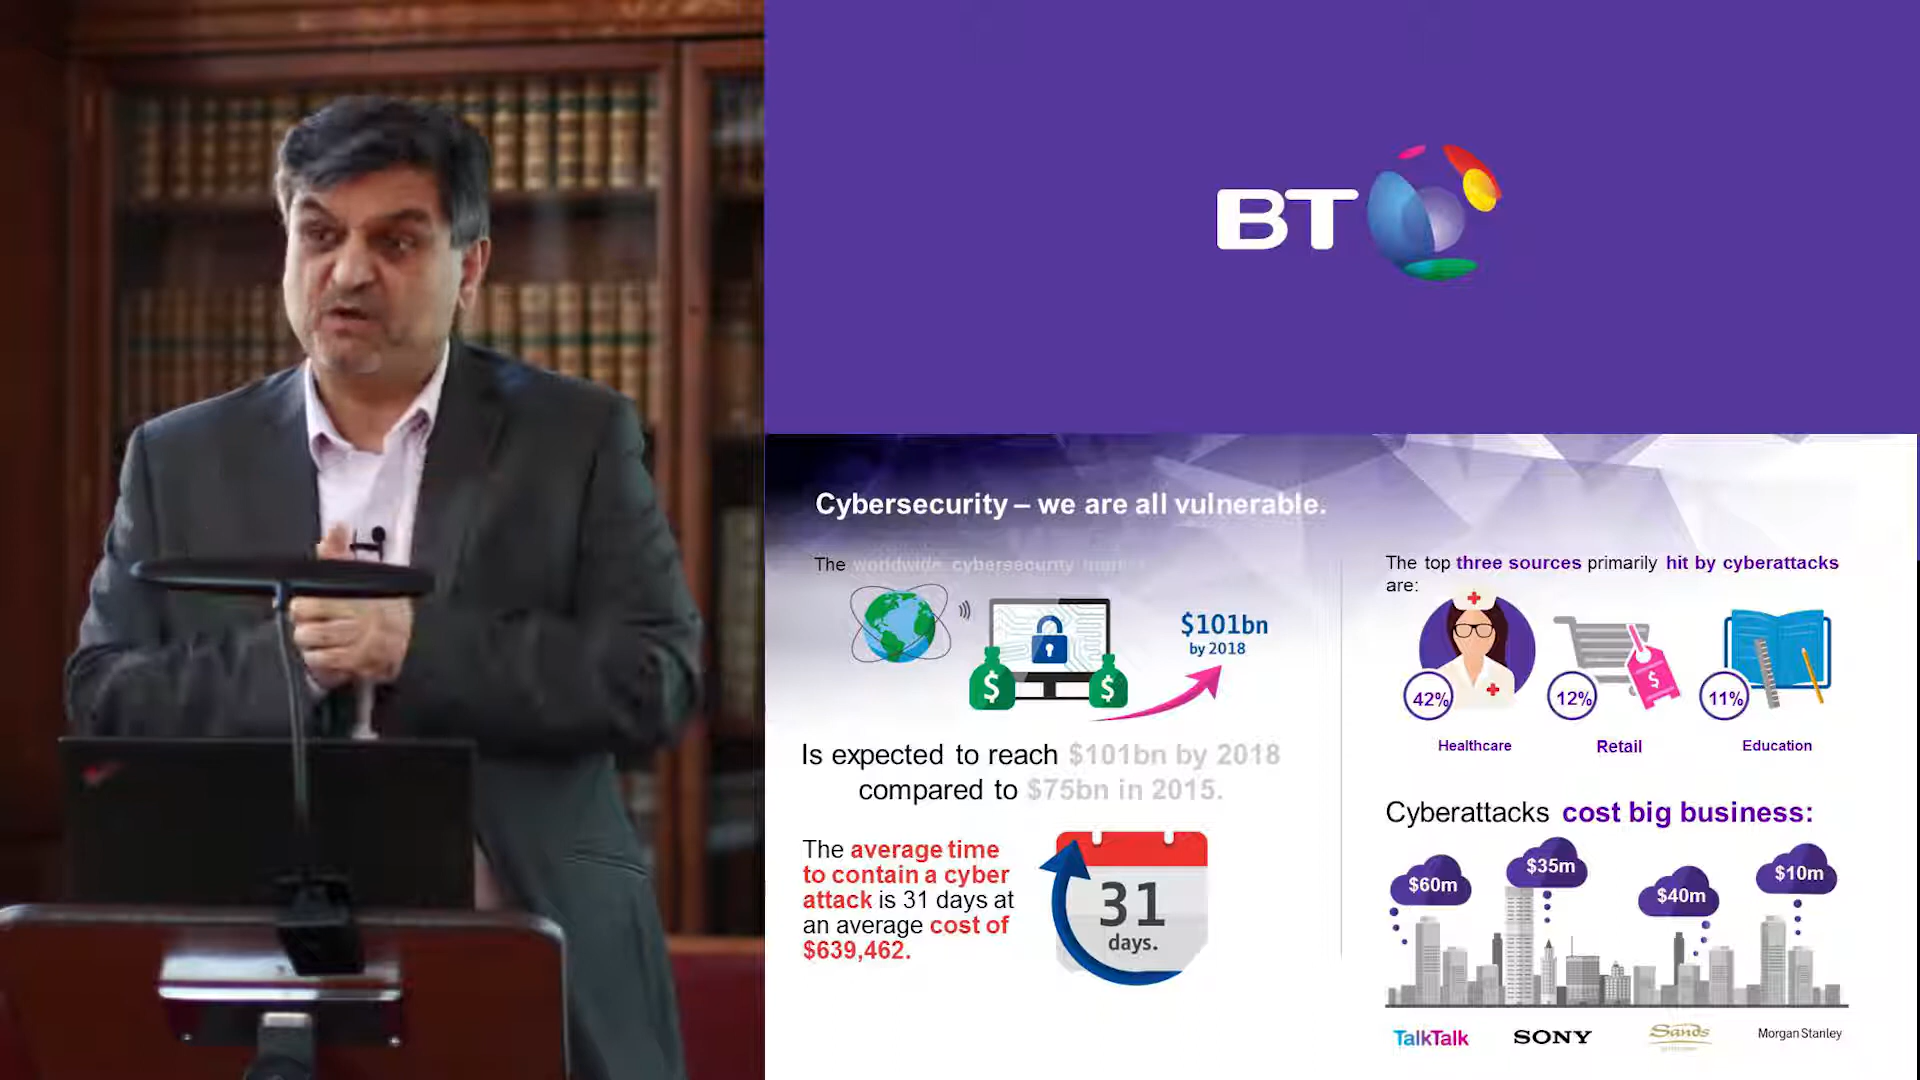 BT
Cybersecurity – we are all vulnerable.
The worldwide cybersecurity
$101bn
by 2018
$ $
Is expected to reach $101bn by 2018
compared to $75bn in 2015.
The average time
to contain a cyber
attack is 31 days at
an average cost of
$639,462.
31
days.
The top three sources primarily hit by cyberattacks
are:
$
42% 12% 11%
Healthcare Retail Education
Cyberattacks cost big business:
$60m $35m $40m $10m
TalkTalk SONY Sands Morgan Stanley